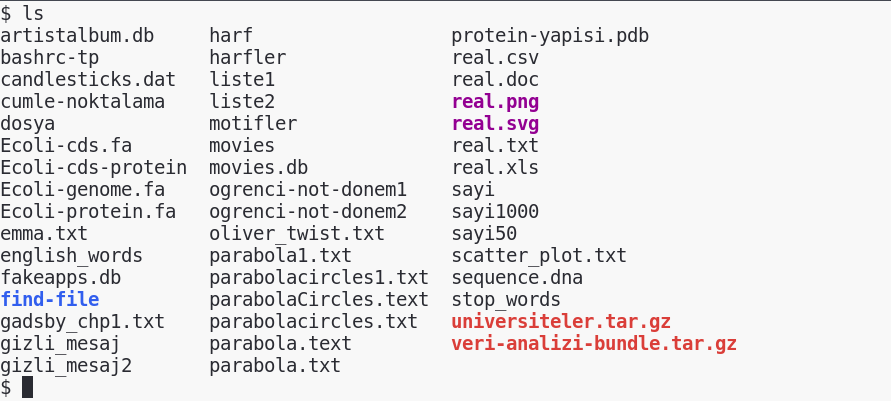 $ ls
artistalbum.db     harf                 protein-yapisi.pdb
bashrc-tp          harfler              real.csv
candlesticks.dat   liste1               real.doc
cumle-noktalama    liste2               real.png
dosya              motifler             real.svg
Ecoli-cds.fa       movies               real.txt
Ecoli-cds-protein  movies.db            real.xls
Ecoli-genome.fa    ogrenci-not-donem1   sayi
Ecoli-protein.fa   ogrenci-not-donem2   sayi1000
emma.txt           oliver_twist.txt     sayi50
english_words      parabola1.txt        scatter_plot.txt
fakeapps.db        parabolacircles1.txt sequence.dna
find-file          parabolaCircles.text stop_words
gadsby_chp1.txt    parabolacircles.txt  universiteler.tar.gz
gizli_mesaj        parabola.text        veri-analizi-bundle.tar.gz
gizli_mesaj2       parabola.txt
$